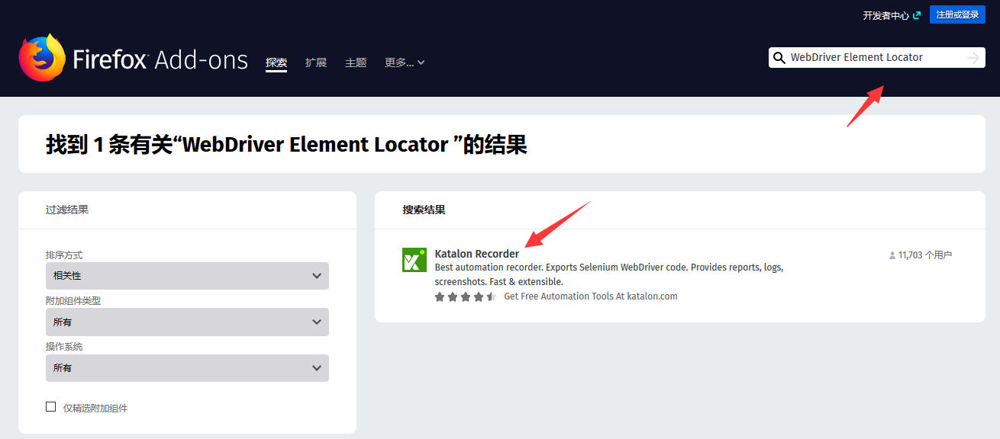 开发者中心
注册或登录
Firefox Add-ons
探索
扩展
主题
更多...
WebDriver Element Locator
找到 1 条有关“WebDriver Element Locator ”的结果
过滤结果
排序方式
相关性
附加组件类型
所有
操作系统
所有
仅精选附加组件
搜索结果
Katalon Recorder
11,703 个用户
Best automation recorder. Exports Selenium WebDriver code. Provides reports, logs,
screenshots. Fast & extensible.
Get Free Automation Tools At katalon.com